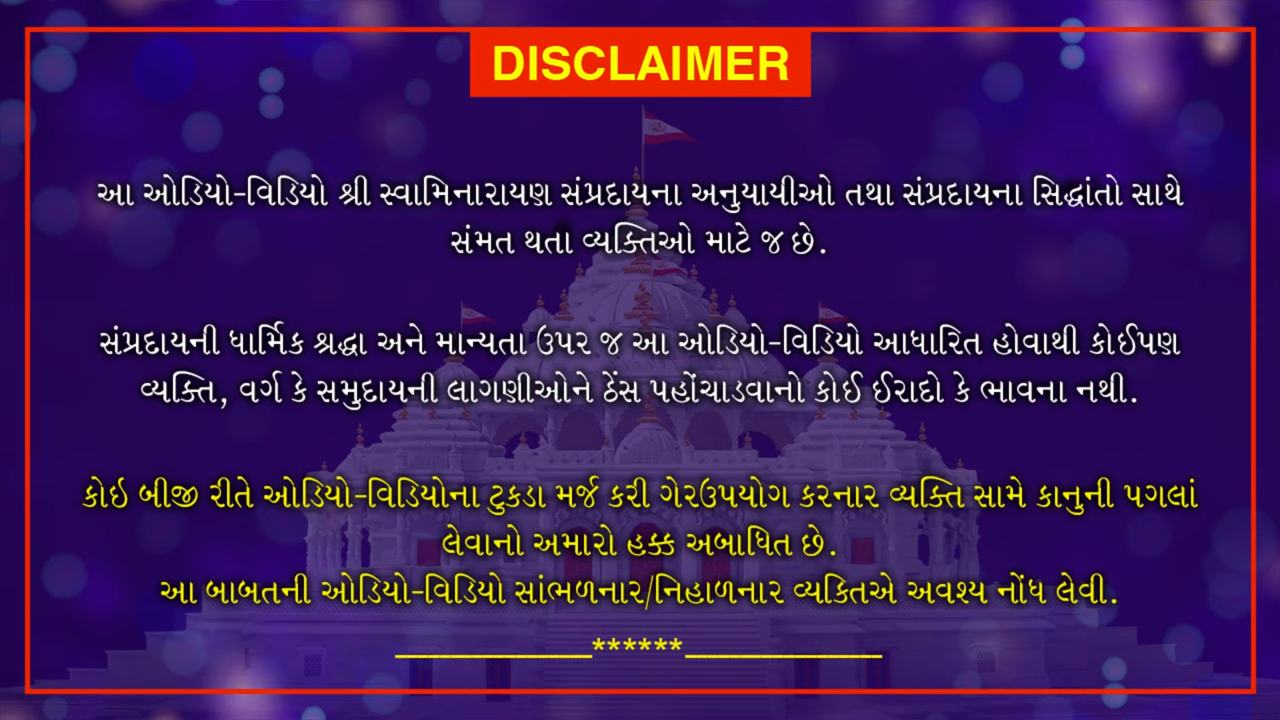 DISCLAIMER
આ ઓડિયો-વિડિયો શ્રી સ્વામિનારાયણ સંપ્રદાયના અનુયાયીઓ તથા સંપ્રદાયના સિદ્ધાંતો સાથે
સંમત થતા વ્યક્તિઓ માટે જ છે.
સંપ્રદાયની ધાર્મિક શ્રદ્ધા અને માન્યતા ઉપર જ આ ઓડિયો-વિડિયો આધારિત હોવાથી કોઈપણ
વ્યક્તિ, વર્ગ કે સમુદાયની લાગણીઓને ઠેંસ પહોંચાડવાનો કોઈ ઈરાદો કે ભાવના નથી.
કોઇ બીજી રીતે ઓડિયો-વિડિયોના ટુકડા મર્જ કરી ગેરઉપયોગ કરનાર વ્યક્તિ સામે કાનુની પગલાં
લેવાનો અમારો હક્ક અબાધિત છે.
આ બાબતની ઓડિયો-વિડિયો સાંભળનાર/નિહાળનાર વ્યકિતએ અવશ્ય નોંધ લેવી.
_______________******_______________